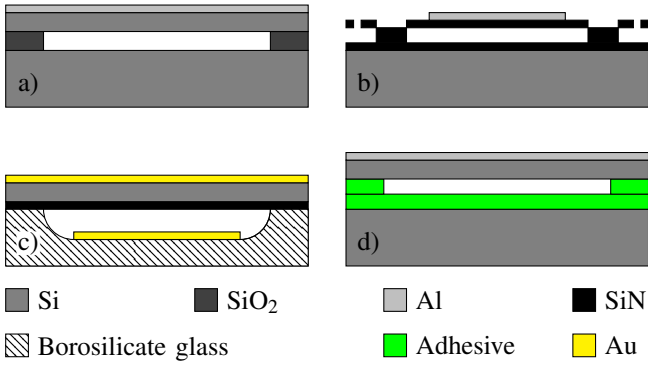 a) b)
c) d)
Si SiO₂ Al SiN
Borosilicate glass Adhesive Au